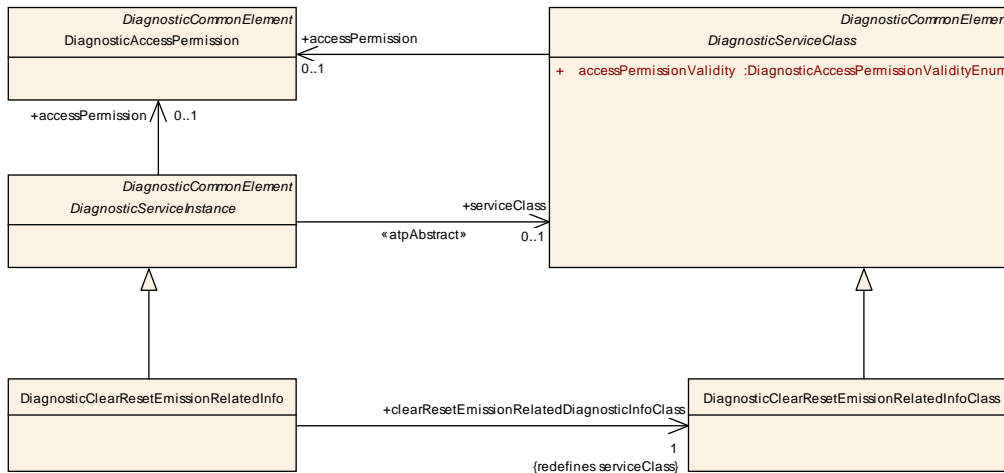 DiagnosticCommonElement
DiagnosticAccessPermission
DiagnosticCommonElement
DiagnosticServiceClass
+ accessPermissionValidity :DiagnosticAccessPermissionValidityEnum
+accessPermission
0..1
+accessPermission
0..1
DiagnosticCommonElement
DiagnosticServiceInstance
+serviceClass
«atpAbstract»
0..1
DiagnosticClearResetEmissionRelatedInfo
+clearResetEmissionRelatedDiagnosticInfoClass
1
{redefines serviceClass}
DiagnosticClearResetEmissionRelatedInfoClass